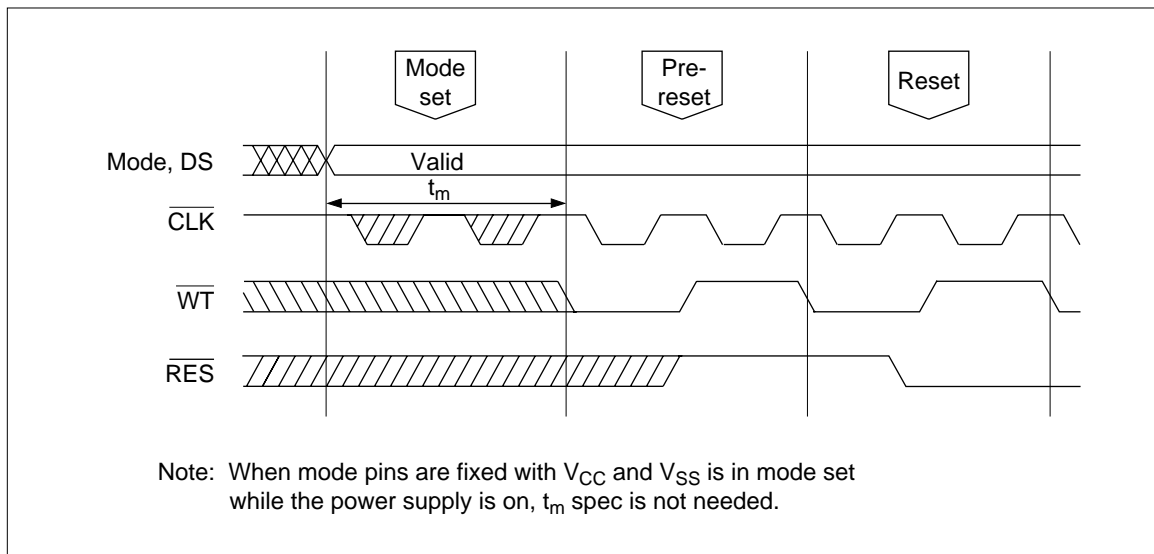 Mode
set
Pre-
reset
Reset
Mode, DS
Valid
tm
CLK
WT
RES
Note: When mode pins are fixed with VCC and VSS is in mode set
while the power supply is on, tm spec is not needed.